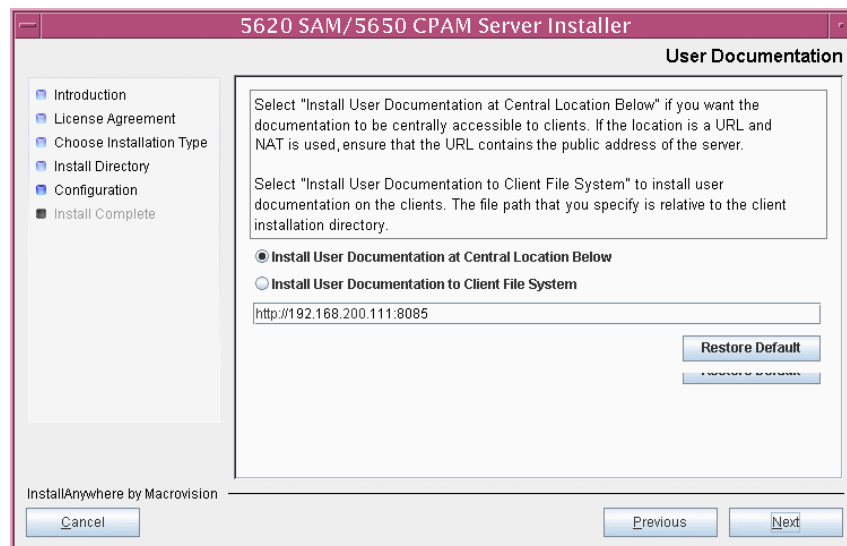 5620 SAM/5650 CPAM Server Installer
User Documentation
Introduction
License Agreement
Choose Installation Type
Install Directory
Configuration
Install Complete
Select "Install User Documentation at Central Location Below" if you want the
documentation to be centrally accessible to clients. If the location is a URL and
NAT is used, ensure that the URL contains the public address of the server.
Select "Install User Documentation to Client File System" to install user
documentation on the clients. The file path that you specify is relative to the client
installation directory.
Install User Documentation at Central Location Below
Install User Documentation to Client File System
http://192.168.200.111:8085
Restore Default
Restore Default
InstallAnywhere by Macrovision
Cancel
Previous
Next